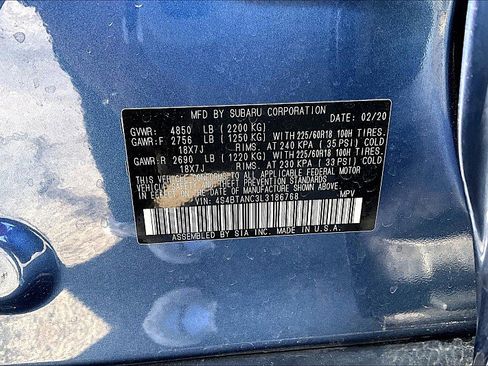 MFD BY SUBARU CORPORATION
DATE: 02/20
GVWR: 4850 LB (2200 KG)
GAWR:F 2756 LB (1250 KG) WITH 225/60R18 100H TIRES.
18X7J RIMS. AT 240 KPA (35 PSI) COLD
GAWR:R 2690 LB (1220 KG) WITH 225/60R18 100H TIRES.
18X7J RIMS. AT 230 KPA (33 PSI) COLD
THIS VEHICLE CONFORMS TO ALL APPLICABLE FEDERAL MOTOR
VEHICLE SAFETY AND THEFT PREVENTION STANDARDS
IN EFFECT ON THE DATE OF MANUFACTURE SHOWN ABOVE.
VIN: 4S4BTANC3L3186768 MPV
ASSEMBLED BY SIA INC. MADE IN U.S.A.